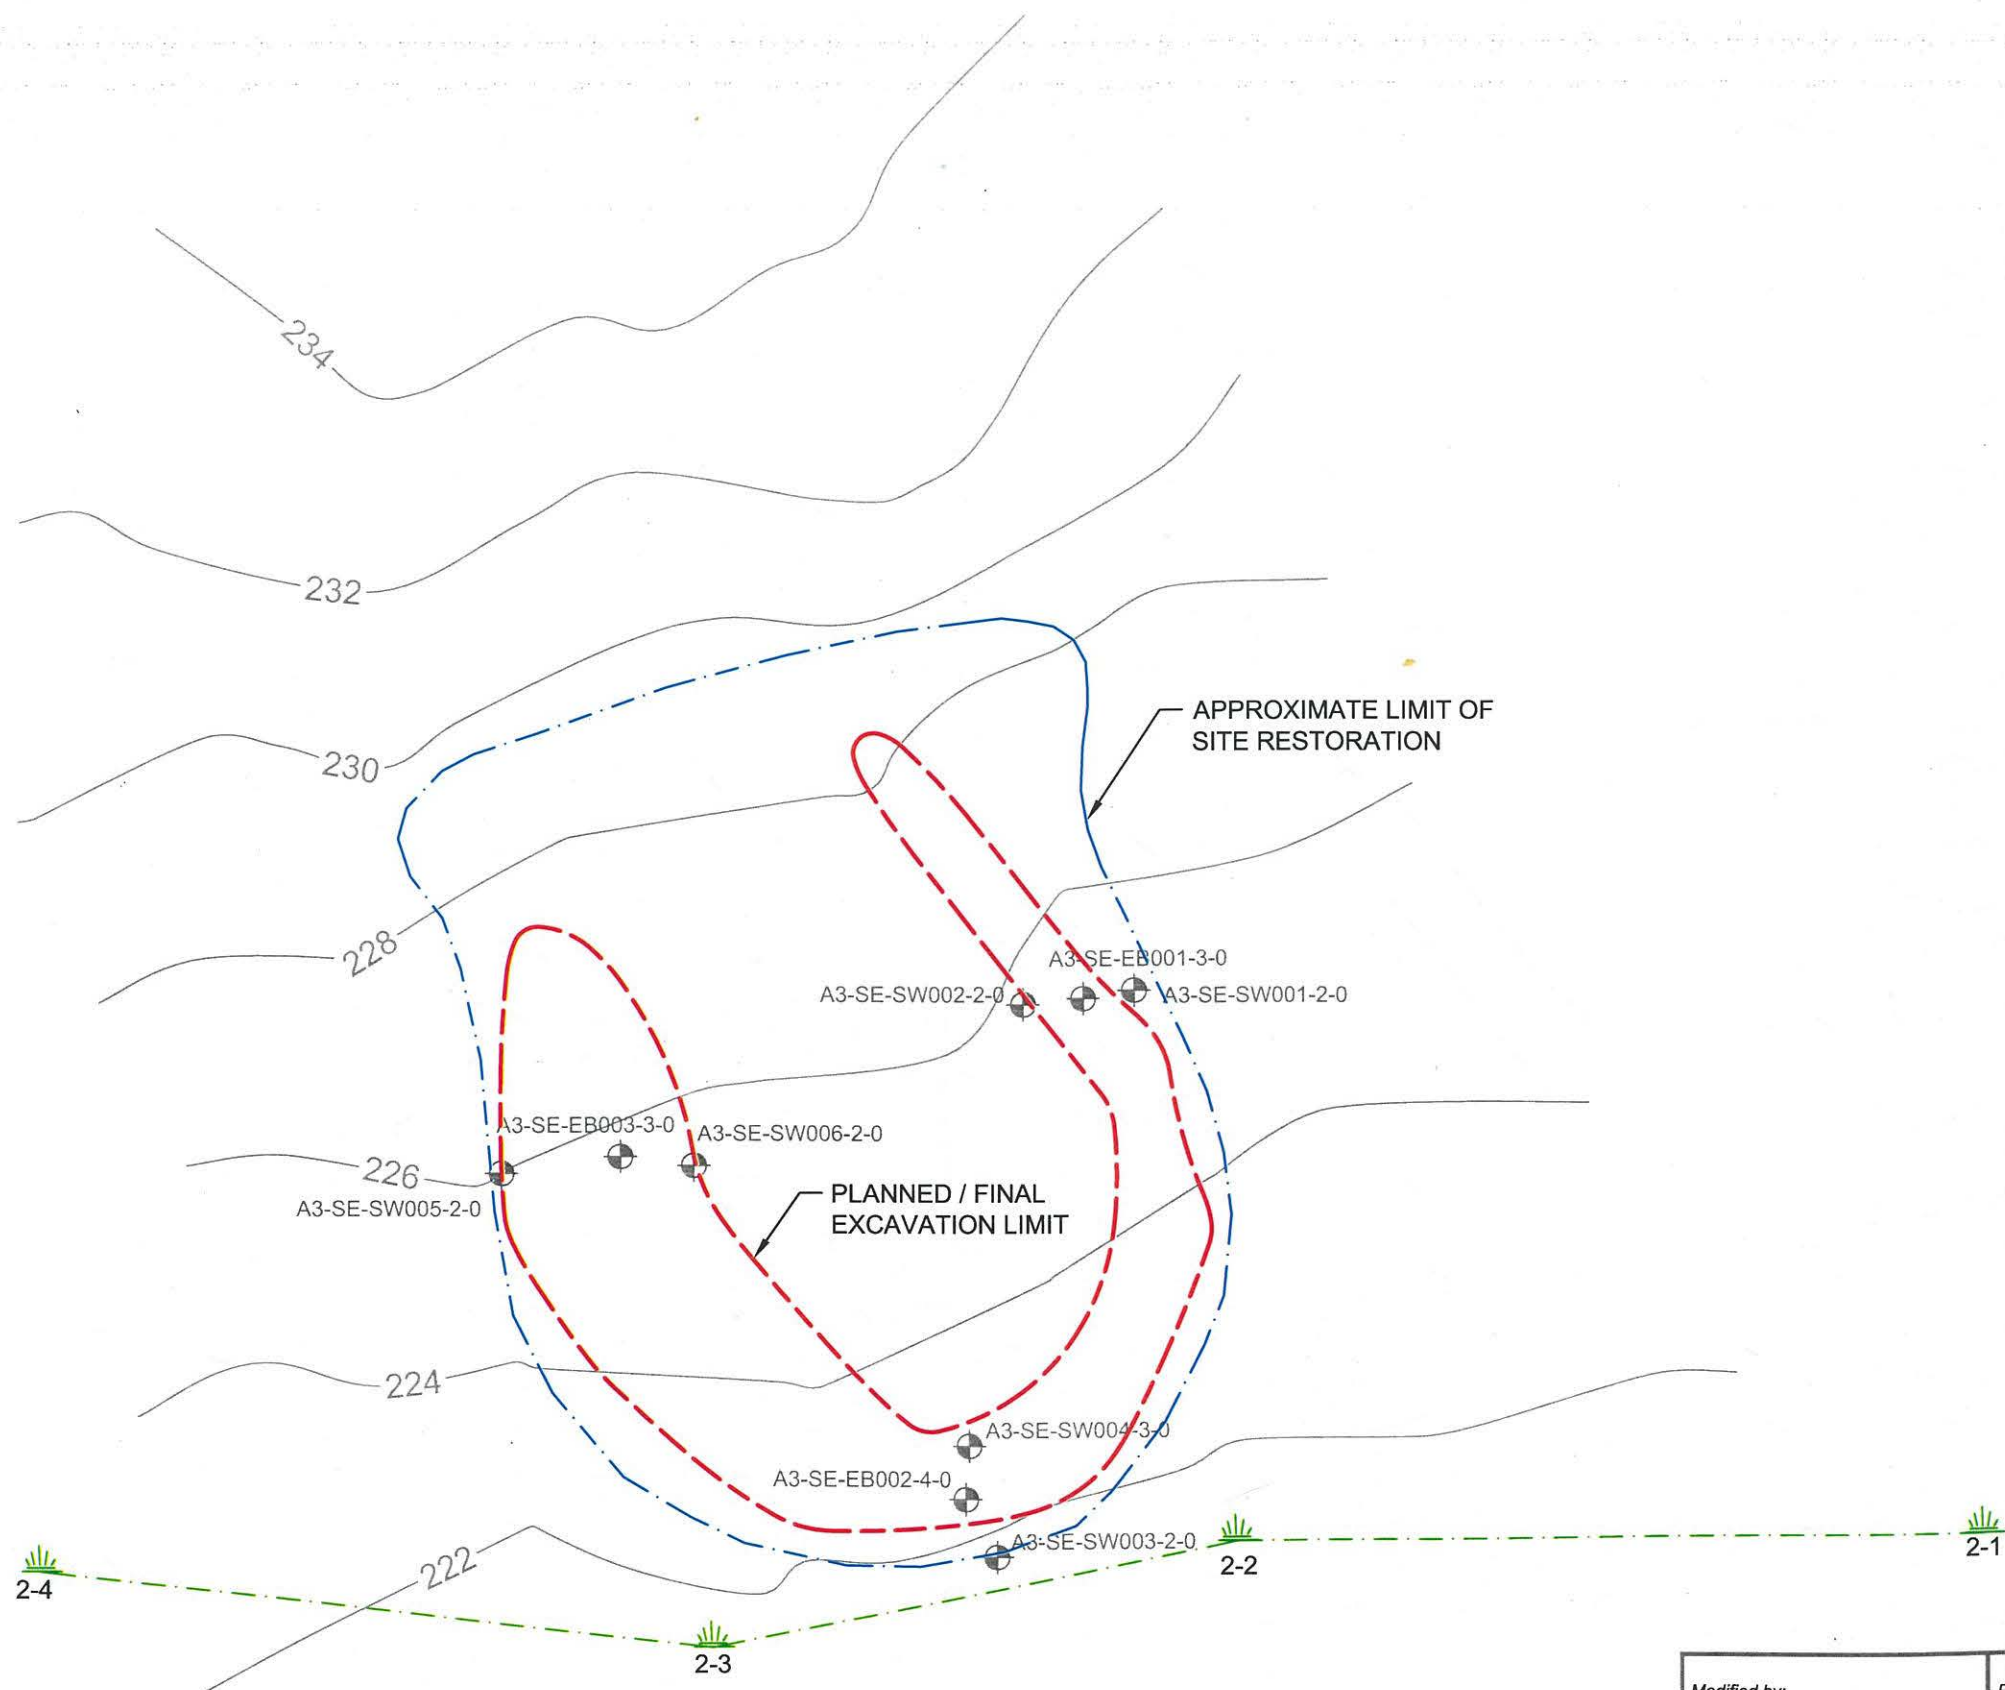 234
232
230
APPROXIMATE LIMIT OF
SITE RESTORATION
228
A3-SE-EB001-3-0
A3-SE-SW002-2-0
A3-SE-SW001-2-0
A3-SE-EB003-3-0
A3-SE-SW006-2-0
226
A3-SE-SW005-2-0
PLANNED / FINAL
EXCAVATION LIMIT
224
A3-SE-SW004-3-0
A3-SE-EB002-4-0
A3-SE-SW003-2-0
222
2-4
2-2
2-1
2-3
Modified by: